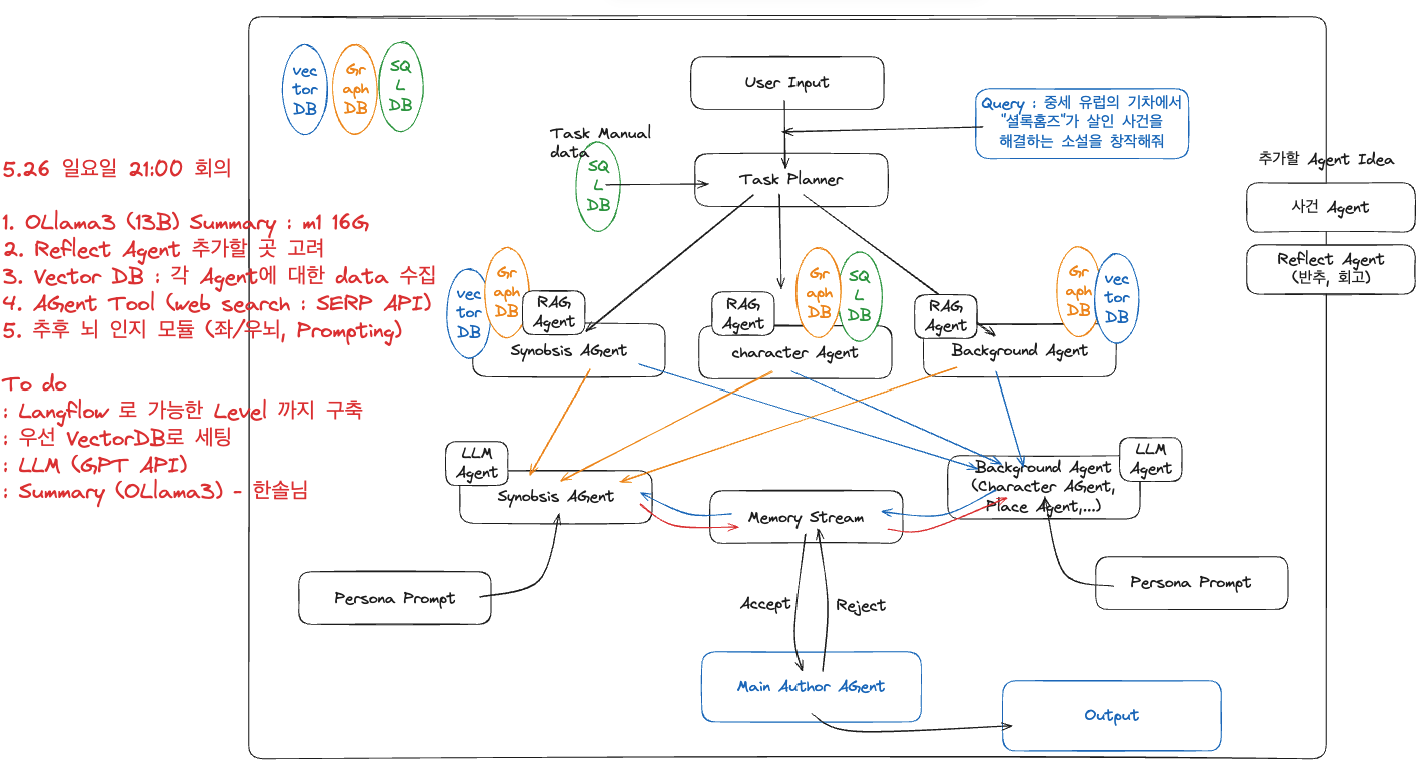 vec
tor
DB
Gr
aph
DB
SQ
L
DB
User Input
Query : 중세 유럽의 기차에서
"셜록홈즈"가 살인 사건을
해결하는 소설을 창작해줘
Task Manual
data
SQ
L
DB
Task Planner
추가할 Agent Idea
사건 Agent
Reflect Agent
(반추, 회고)
5.26 일요일 21:00 회의
1. OLlama3 (13B) Summary : m1 16G
2. Reflect Agent 추가할 곳 고려
3. Vector DB : 각 Agent에 대한 data 수집
4. AGent Tool (web search : SERP API)
5. 추후 뇌 인지 모듈 (좌/우뇌, Prompting)
To do
: Langflow 로 가능한 Level 까지 구축
: 우선 VectorDB로 세팅
: LLM (GPT API)
: Summary (OLlama3) - 한솔님
vec
tor
DB
Gr
aph
DB
RAG
Agent
Synobsis AGent
RAG
Agent
Gr
aph
DB
SQ
L
DB
character Agent
RAG
Agent
Gr
aph
DB
vec
tor
DB
Background Agent
LLM
Agent
Synobsis AGent
Memory Stream
Background Agent
(Character AGent,
Place Agent,...)
LLM
Agent
Persona Prompt
Persona Prompt
Accept
Reject
Main Author AGent
Output